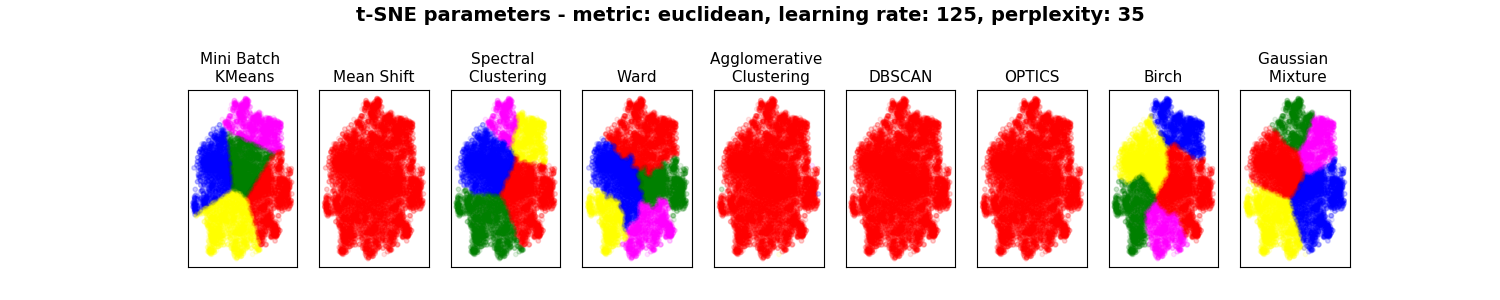 t-SNE parameters - metric: euclidean, learning rate: 125, perplexity: 35
Mini Batch
KMeans
Mean Shift
Spectral
Clustering
Ward
Agglomerative
Clustering
DBSCAN
OPTICS
Birch
Gaussian
Mixture